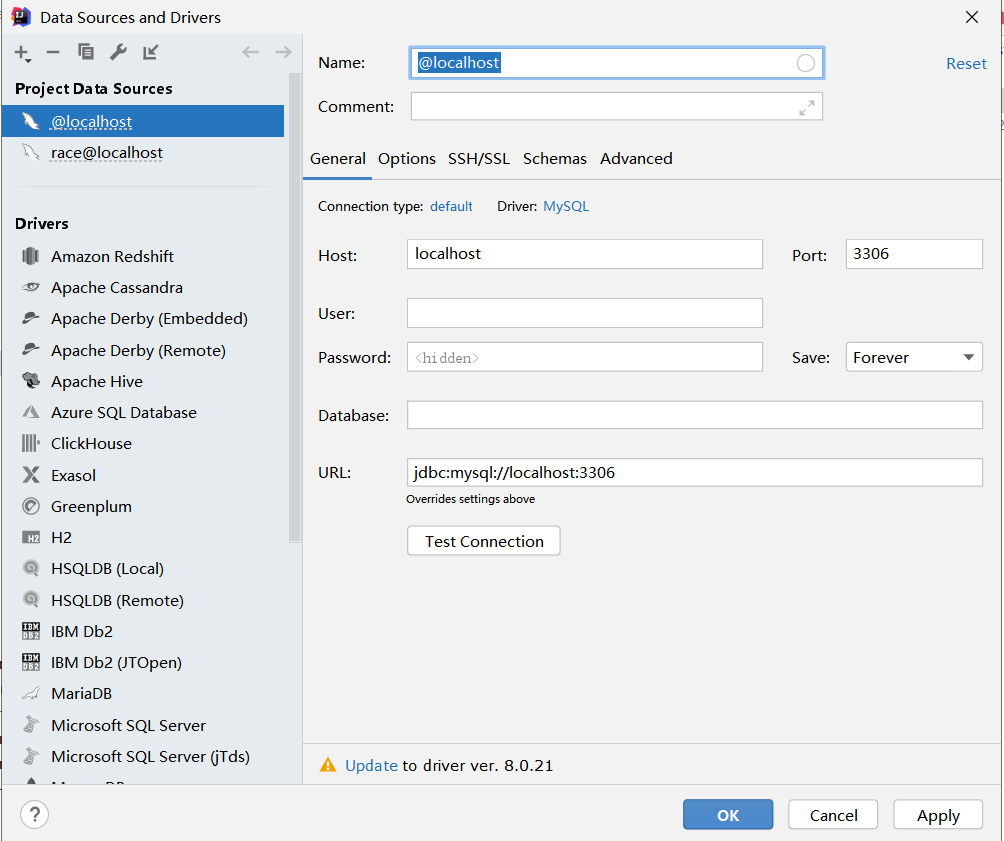 Data Sources and Drivers
Project Data Sources
@localhost
race@localhost
Drivers
Amazon Redshift
Apache Cassandra
Apache Derby (Embedded)
Apache Derby (Remote)
Apache Hive
Azure SQL Database
ClickHouse
Exasol
Greenplum
H2
HSQLDB (Local)
HSQLDB (Remote)
IBM Db2
IBM Db2 (JTOpen)
MariaDB
Microsoft SQL Server
Microsoft SQL Server (jTds)
Name: @localhost Reset
Comment:
General Options SSH/SSL Schemas Advanced
Connection type: default Driver: MySQL
Host: localhost Port: 3306
User:
Password: <hidden> Save: Forever
Database:
URL: jdbc:mysql://localhost:3306
Overrides settings above
Test Connection
Update to driver ver. 8.0.21
? OK Cancel Apply